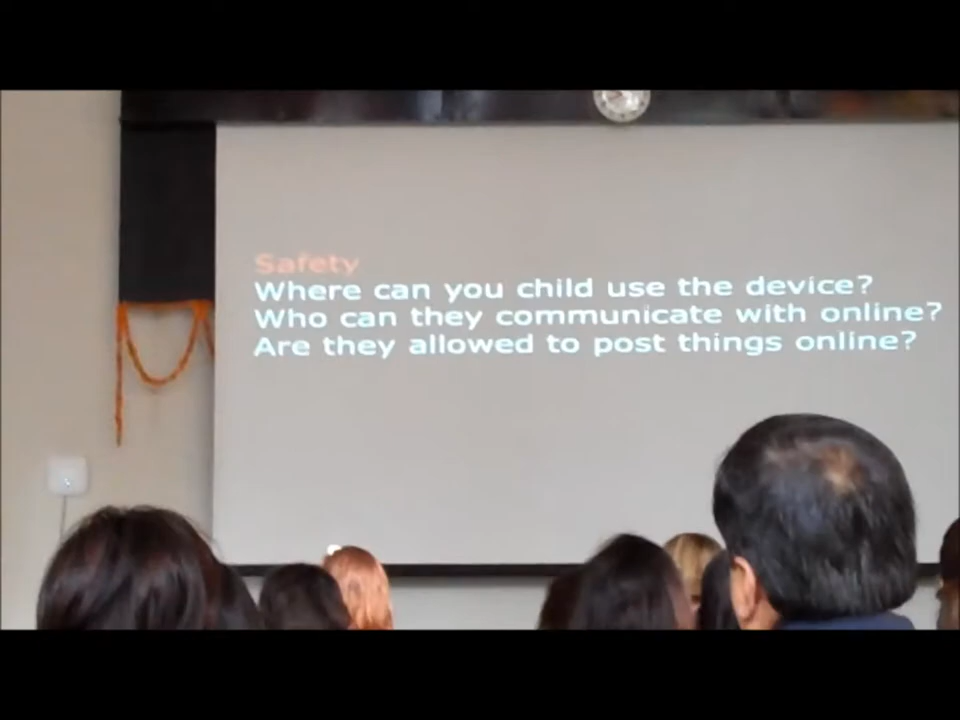 Safety
Where can you child use the device?
Who can they communicate with online?
Are they allowed to post things online?